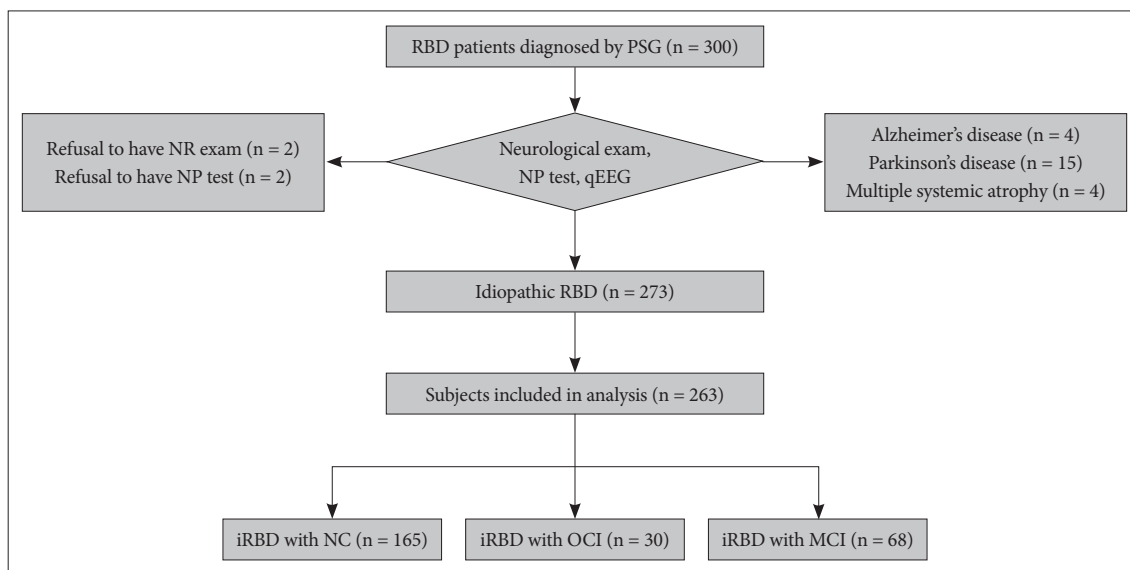 RBD patients diagnosed by PSG (n = 300)
Refusal to have NR exam (n = 2)
Refusal to have NP test (n = 2)
Neurological exam,
NP test, qEEG
Alzheimer's disease (n = 4)
Parkinson's disease (n = 15)
Multiple systemic atrophy (n = 4)
Idiopathic RBD (n = 273)
Subjects included in analysis (n = 263)
iRBD with NC (n = 165)
iRBD with OCI (n = 30)
iRBD with MCI (n = 68)